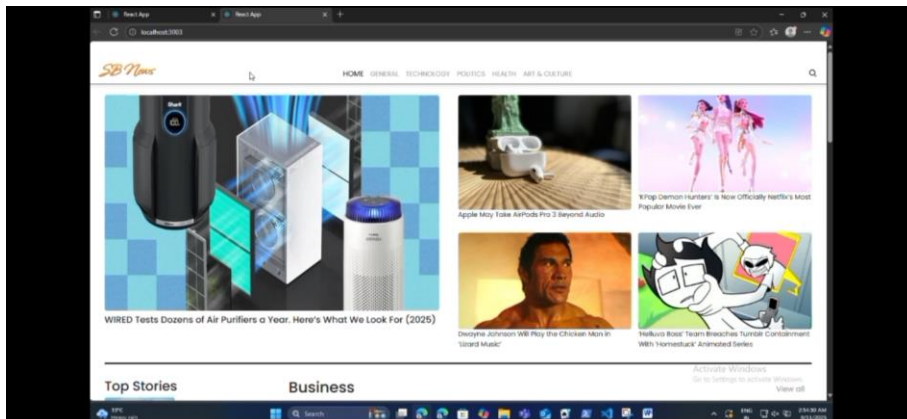 React App
React App
localhost:3003
SB News
HOME GENERAL TECHNOLOGY POLITICS HEALTH ART & CULTURE
Shark
WIRED Tests Dozens of Air Purifiers a Year. Here's What We Look For (2025)
Apple May Take AirPods Pro 3 Beyond Audio
'KPop Demon Hunters' Is Now Officially Netflix's Most
Popular Movie Ever
Dwayne Johnson Will Play the Chicken Man in
'Lizard Music'
'Helluva Boss' Team Breaches Tumblr Containment
With 'Homestuck' Animated Series
Activate Windows
Go to Settings to activate Windows.
Top Stories
Business
View all
Search
ENG